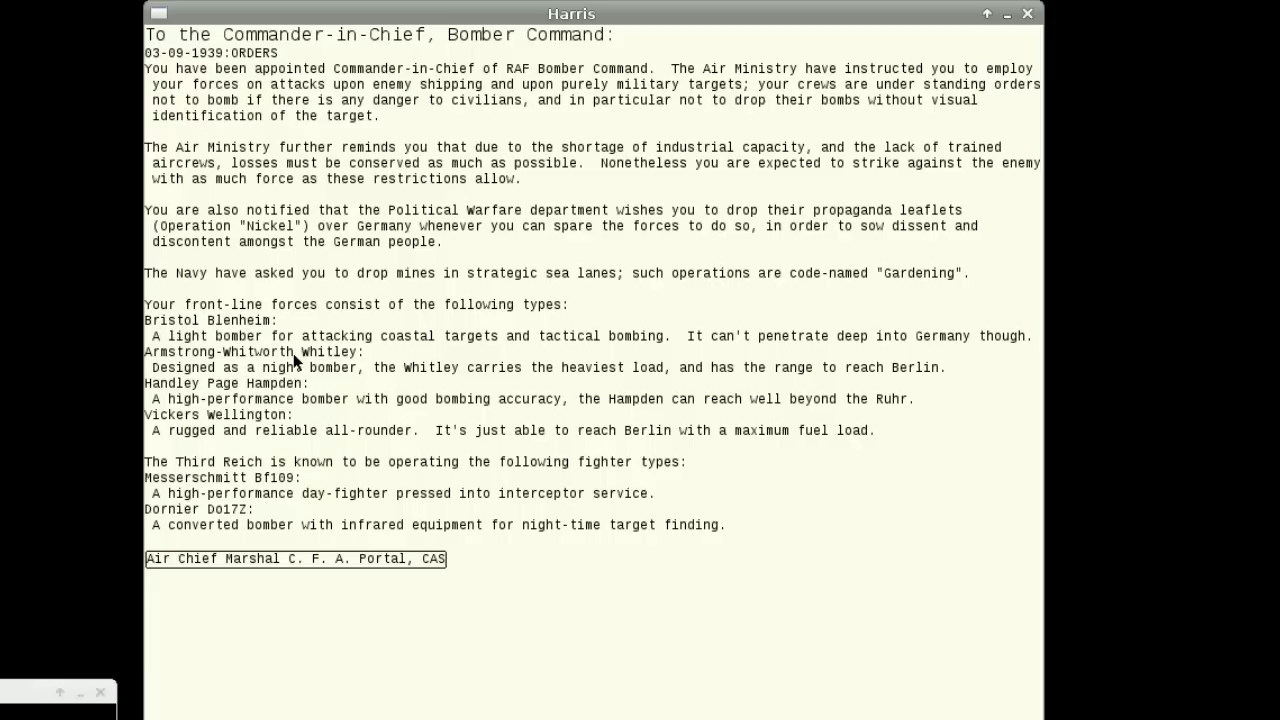 Harris
To the Commander-in-Chief, Bomber Command:
03-09-1939:ORDERS
You have been appointed Commander-in-Chief of RAF Bomber Command.  The Air Ministry have instructed you to employ
your forces on attacks upon enemy shipping and upon purely military targets; your crews are under standing orders
not to bomb if there is any danger to civilians, and in particular not to drop their bombs without visual
identification of the target.
The Air Ministry further reminds you that due to the shortage of industrial capacity, and the lack of trained
aircrews, losses must be conserved as much as possible.  Nonetheless you are expected to strike against the enemy
with as much force as these restrictions allow.
You are also notified that the Political Warfare department wishes you to drop their propaganda leaflets
(Operation "Nickel") over Germany whenever you can spare the forces to do so, in order to sow dissent and
discontent amongst the German people.
The Navy have asked you to drop mines in strategic sea lanes; such operations are code-named "Gardening".
Your front-line forces consist of the following types:
Bristol Blenheim:
A light bomber for attacking coastal targets and tactical bombing.  It can't penetrate deep into Germany though.
Armstrong-Whitworth Whitley:
Designed as a night bomber, the Whitley carries the heaviest load, and has the range to reach Berlin.
Handley Page Hampden:
A high-performance bomber with good bombing accuracy, the Hampden can reach well beyond the Ruhr.
Vickers Wellington:
A rugged and reliable all-rounder.  It's just able to reach Berlin with a maximum fuel load.
The Third Reich is known to be operating the following fighter types:
Messerschmitt Bf109:
A high-performance day-fighter pressed into interceptor service.
Dornier Do17Z:
A converted bomber with infrared equipment for night-time target finding.
Air Chief Marshal C. F. A. Portal, CAS